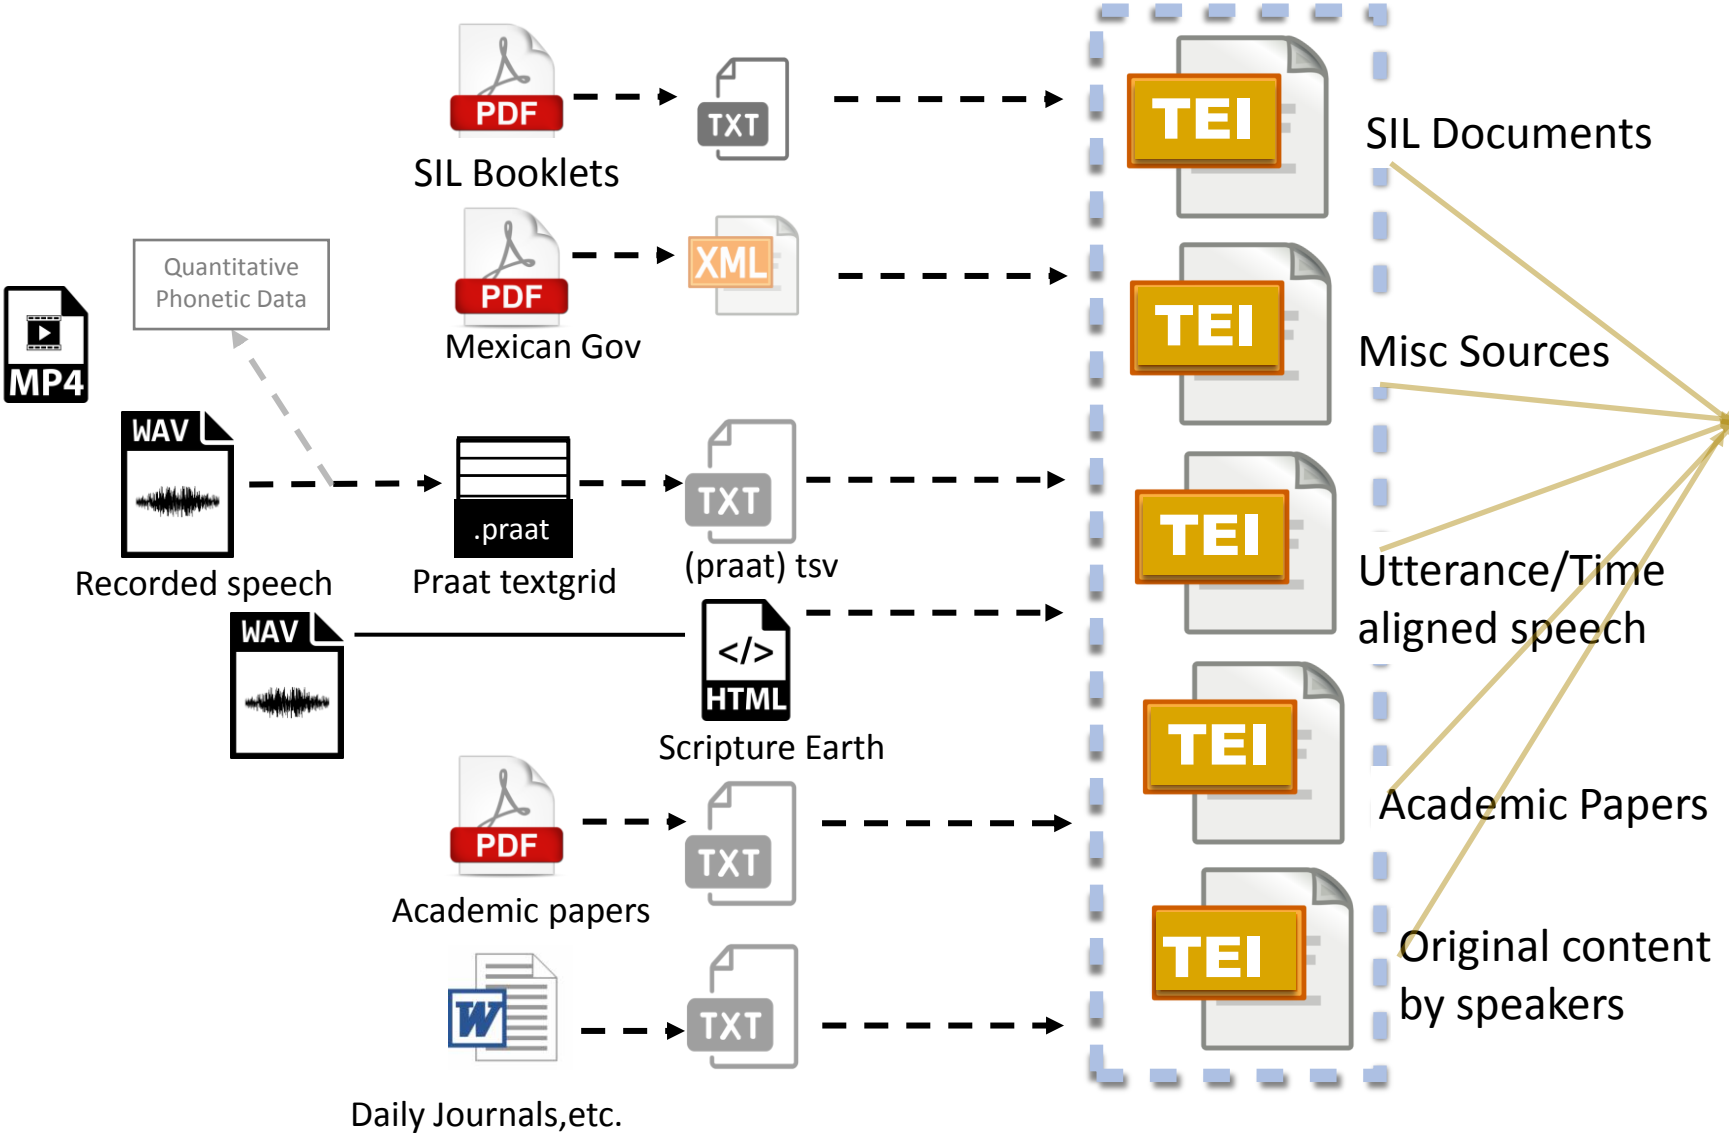 PDF
TXT
SIL Booklets
TEI
SIL Documents
PDF
XML
Mexican Gov
TEI
Misc Sources
Quantitative
Phonetic Data
MP4
WAV
Recorded speech
.praat
Praat textgrid
TXT
(praat) tsv
TEI
Utterance/Time
aligned speech
WAV
</>
HTML
Scripture Earth
PDF
Academic papers
TXT
TEI
Academic Papers
W
Daily Journals,etc.
TXT
TEI
Original content
by speakers